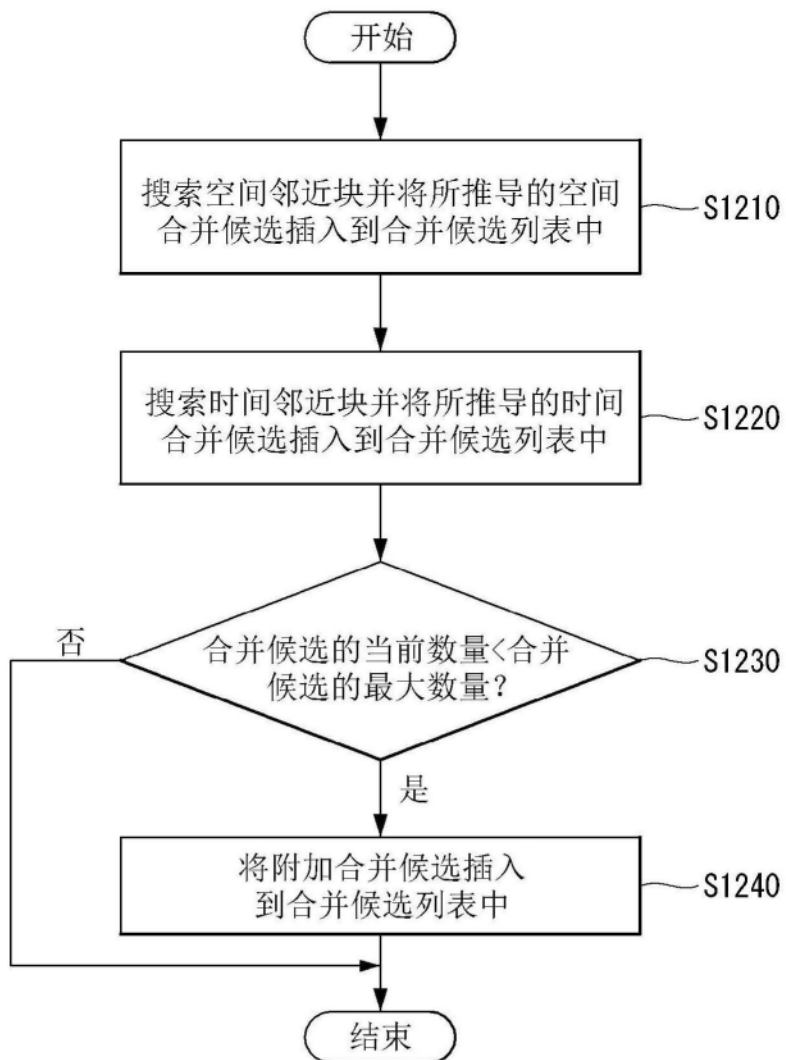 开始
搜索空间邻近块并将所推导的空间
合并候选插入到合并候选列表中
S1210
搜索时间邻近块并将所推导的时间
合并候选插入到合并候选列表中
S1220
否
合并候选的当前数量<合并
候选的最大数量?
S1230
是
将附加合并候选插入
到合并候选列表中
S1240
结束